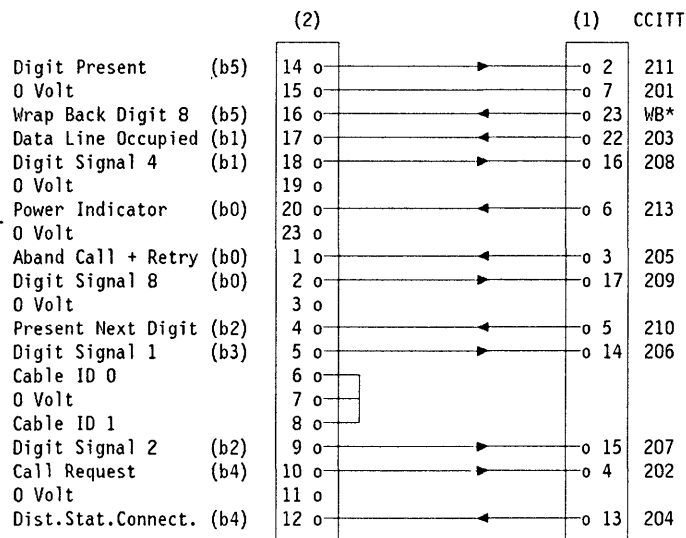 (2) (1) CCITT
Digit Present (b5) 14 o o 2 211
0 Volt 15 o o 7 201
Wrap Back Digit 8 (b5) 16 o o 23 WB*
Data Line Occupied (b1) 17 o o 22 203
Digit Signal 4 (b1) 18 o o 16 208
0 Volt 19 o
Power Indicator (b0) 20 o o 6 213
0 Volt 23 o
Aband Call + Retry (b0) 1 o o 3 205
Digit Signal 8 (b0) 2 o o 17 209
0 Volt 3 o
Present Next Digit (b2) 4 o o 5 210
Digit Signal 1 (b3) 5 o o 14 206
Cable ID 0 6 o
0 Volt 7 o
Cable ID 1 8 o
Digit Signal 2 (b2) 9 o o 15 207
Call Request (b4) 10 o o 4 202
0 Volt 11 o
Dist.Stat.Connect. (b4) 12 o o 13 204